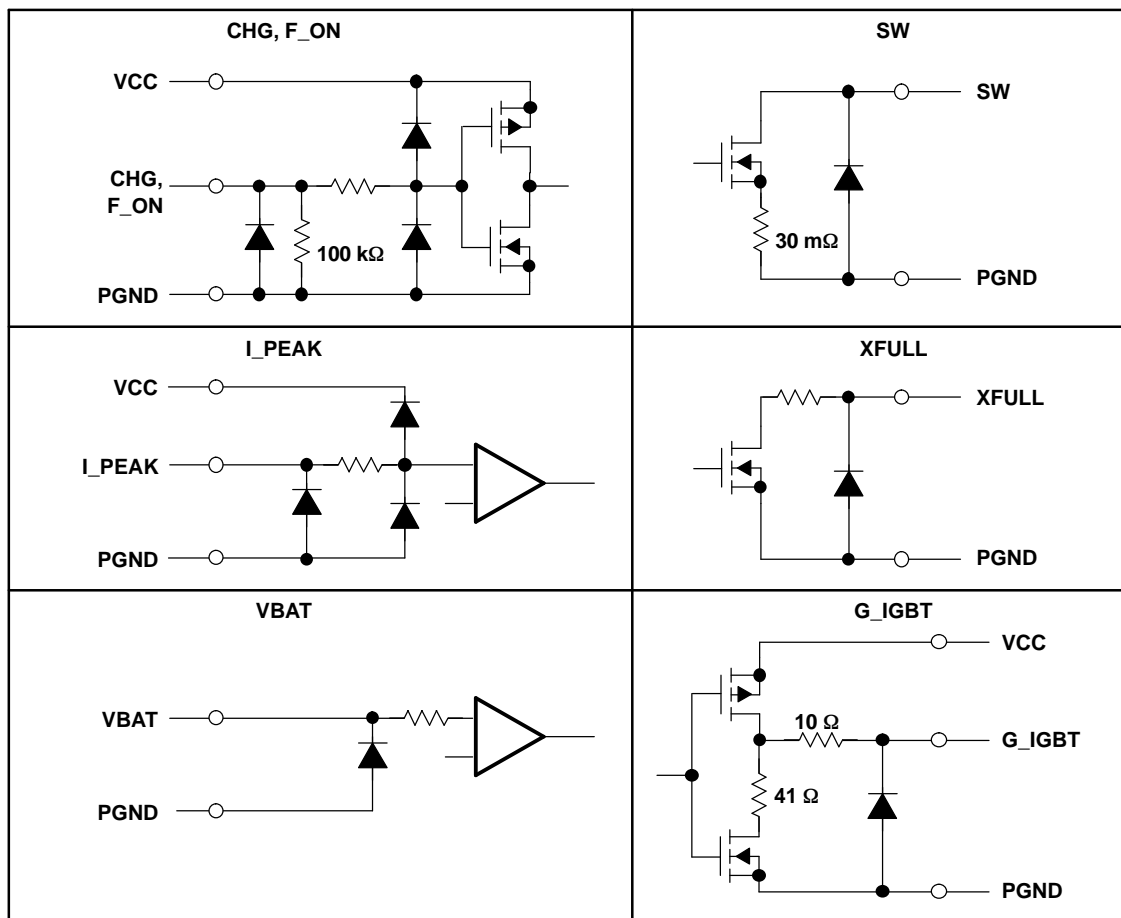 CHG, F_ON
VCC
CHG,
F_ON
100 kΩ
PGND
SW
SW
30 mΩ
PGND
I_PEAK
VCC
I_PEAK
PGND
XFULL
XFULL
PGND
VBAT
VBAT
PGND
G_IGBT
VCC
10 Ω
G_IGBT
41 Ω
PGND